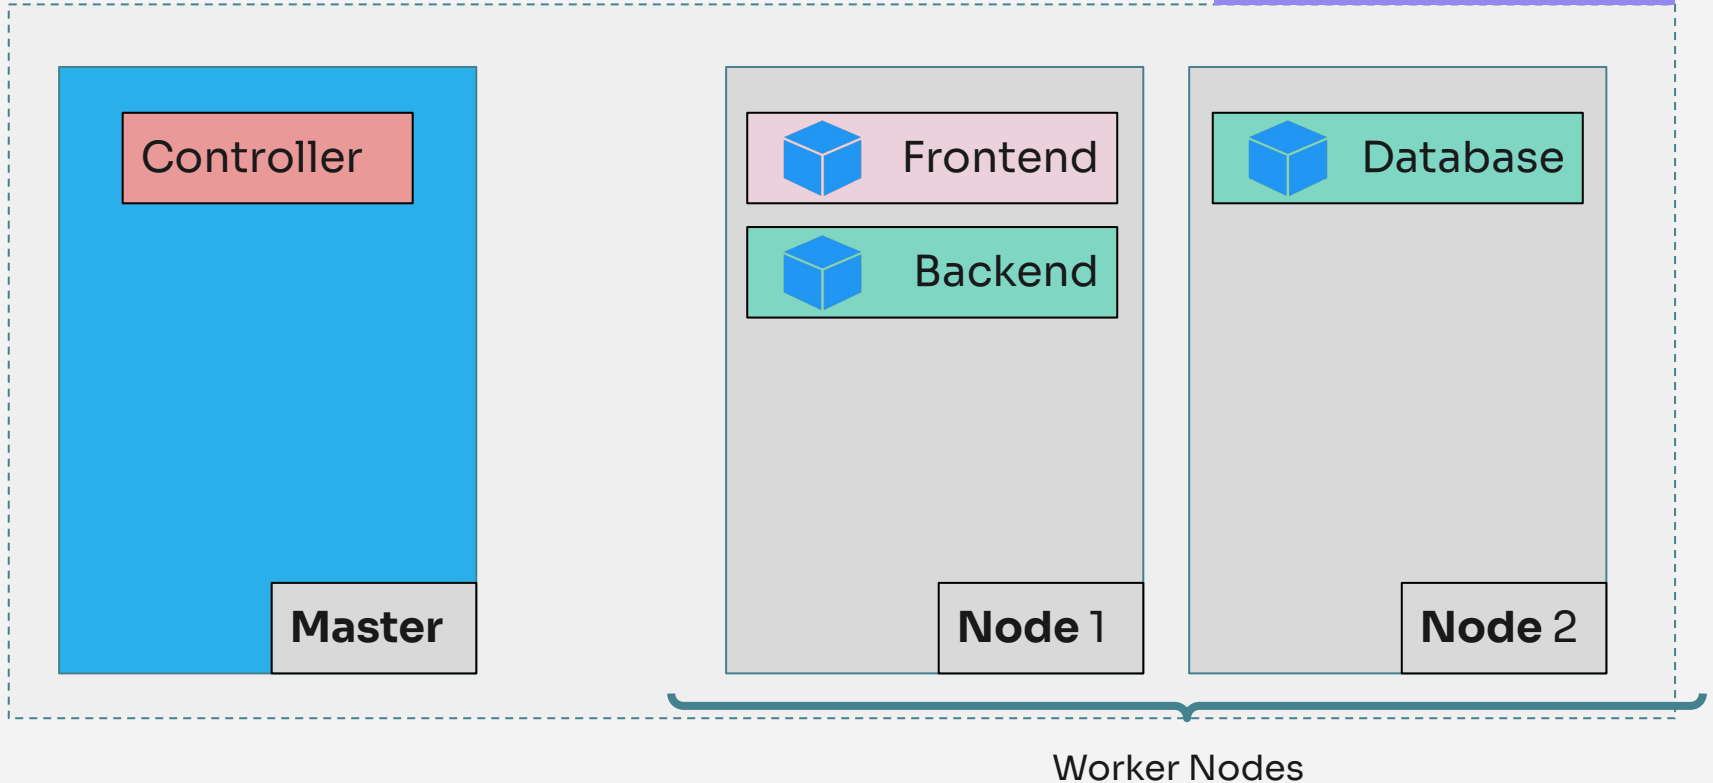 Controller
Frontend
Database
Backend
Master
Node 1
Node 2
Worker Nodes